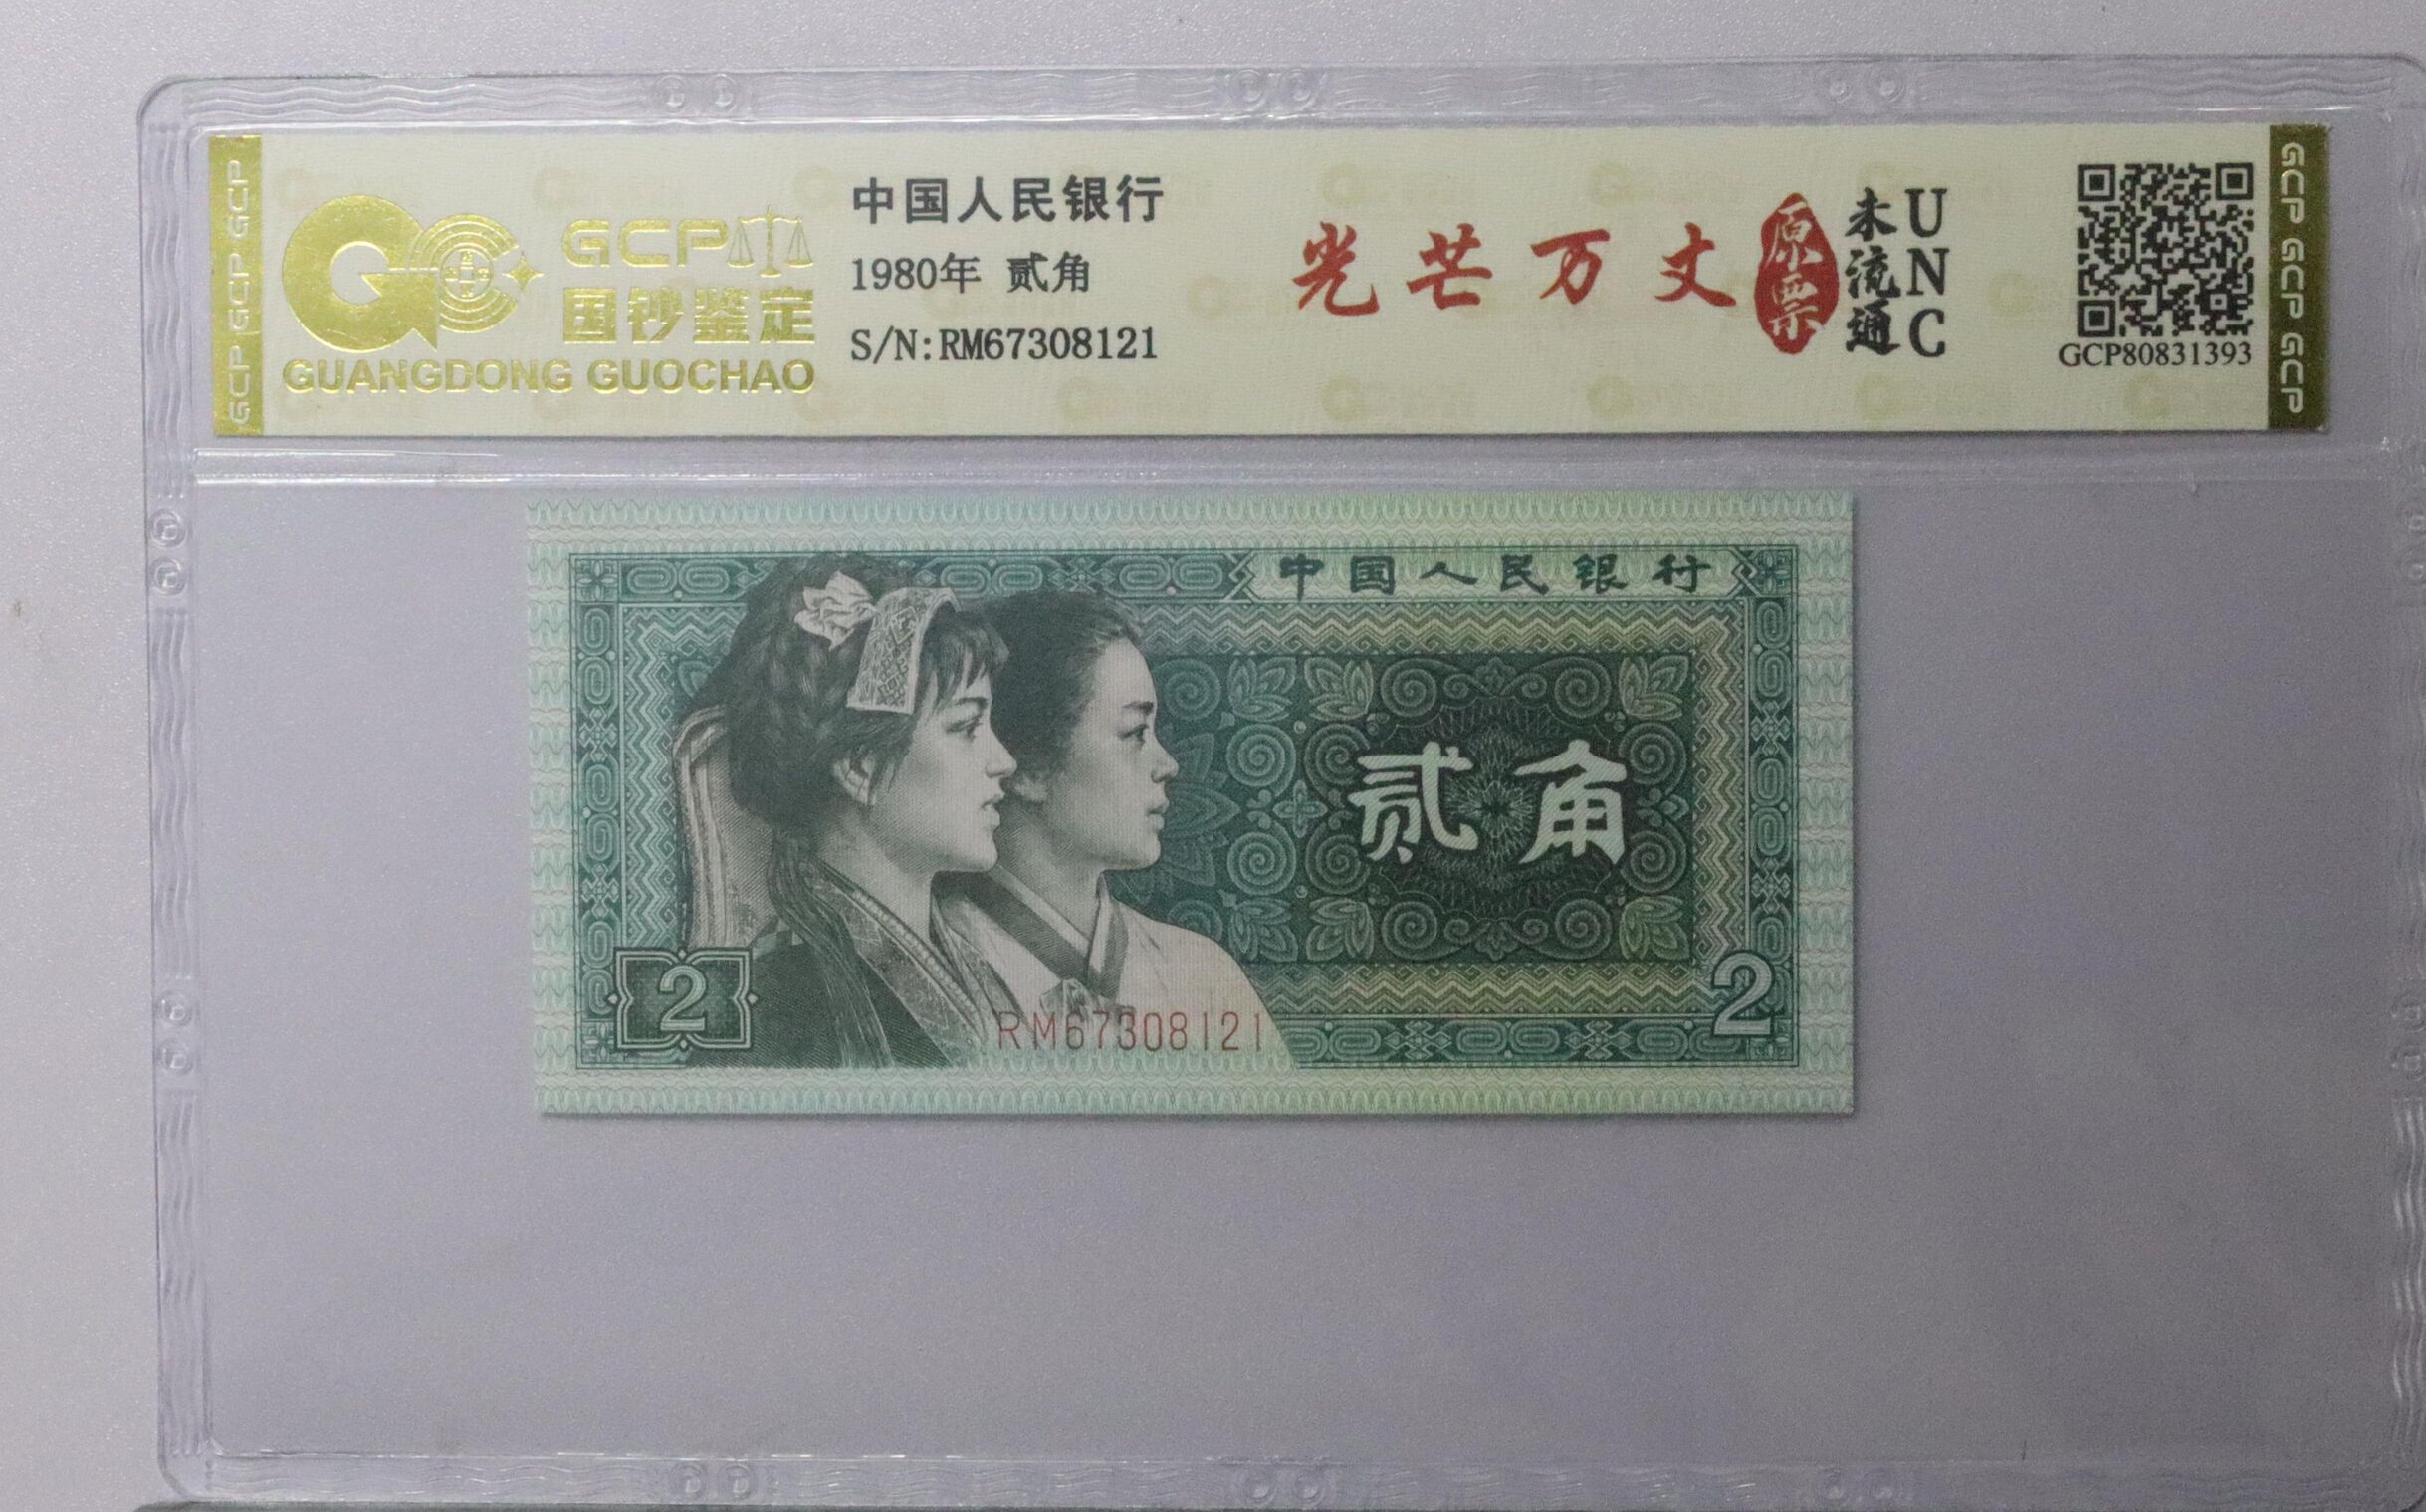 GCP GCP GCP
GCP
国钞鉴定
GUANGDONG GUOCHAO
中国人民银行
1980年 贰角
S/N:RM67308121
光芒万丈
原票
未流通
UNC
GCP80831393
GCP GCP GCP
中国人民银行
贰角
2
2
RM67308121